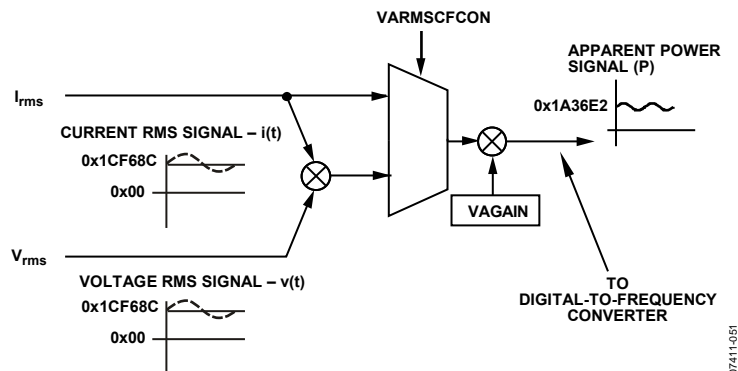 VARMSCFCON
APPARENT POWER
SIGNAL (P)
0x1A36E2
Irms
CURRENT RMS SIGNAL – i(t)
0x1CF68C
0x00
VAGAIN
Vrms
VOLTAGE RMS SIGNAL – v(t)
0x1CF68C
0x00
TO
DIGITAL-TO-FREQUENCY
CONVERTER
07411-051